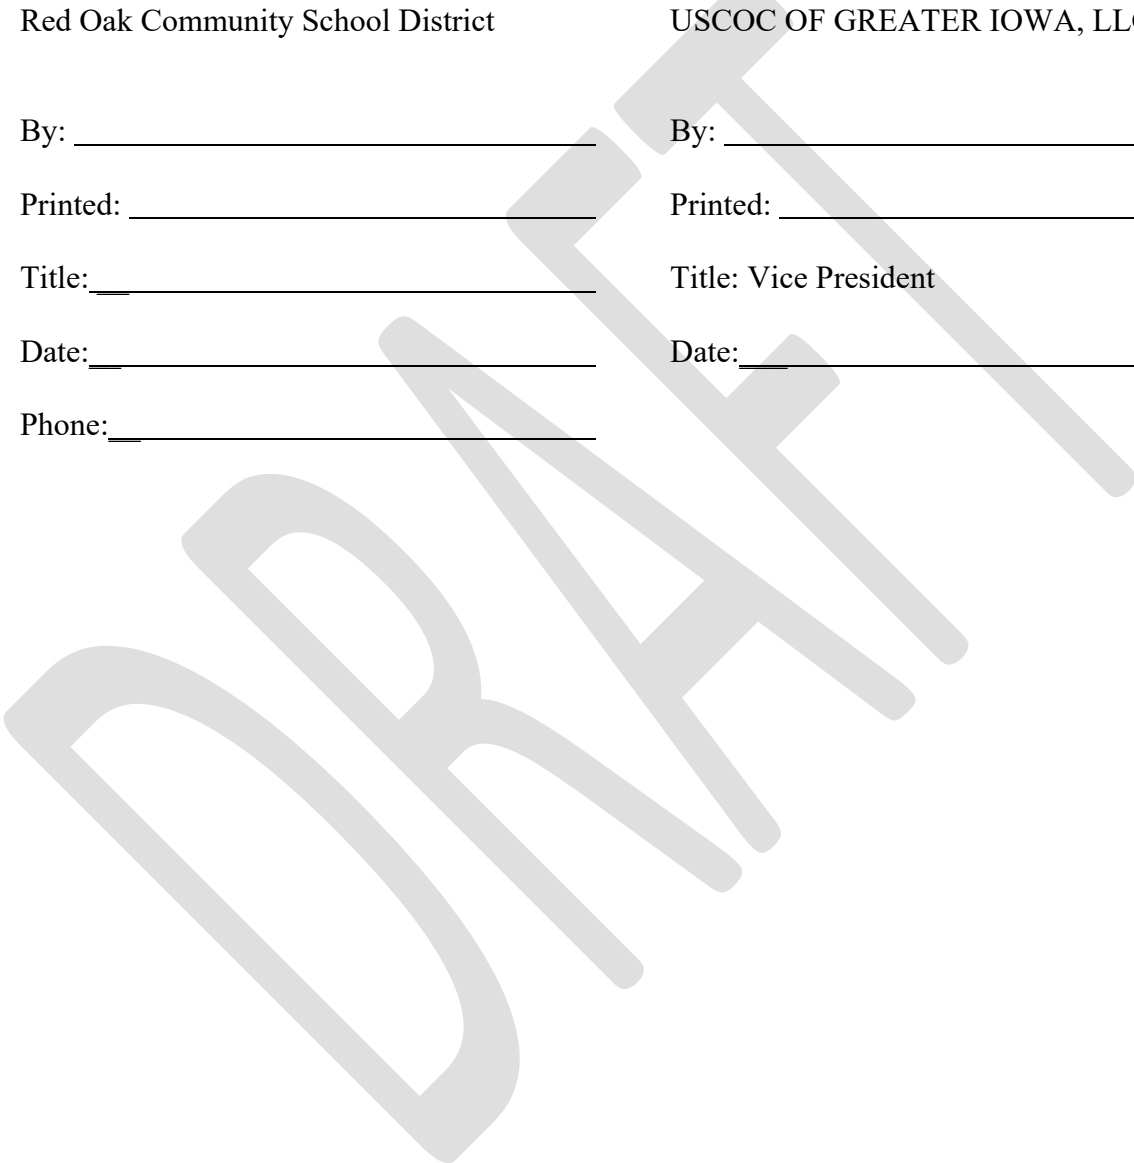 Red Oak Community School District USCOC OF GREATER IOWA, LLC
By: By:
Printed: Printed:
Title: Title: Vice President
Date: Date:
Phone:
DRAFT